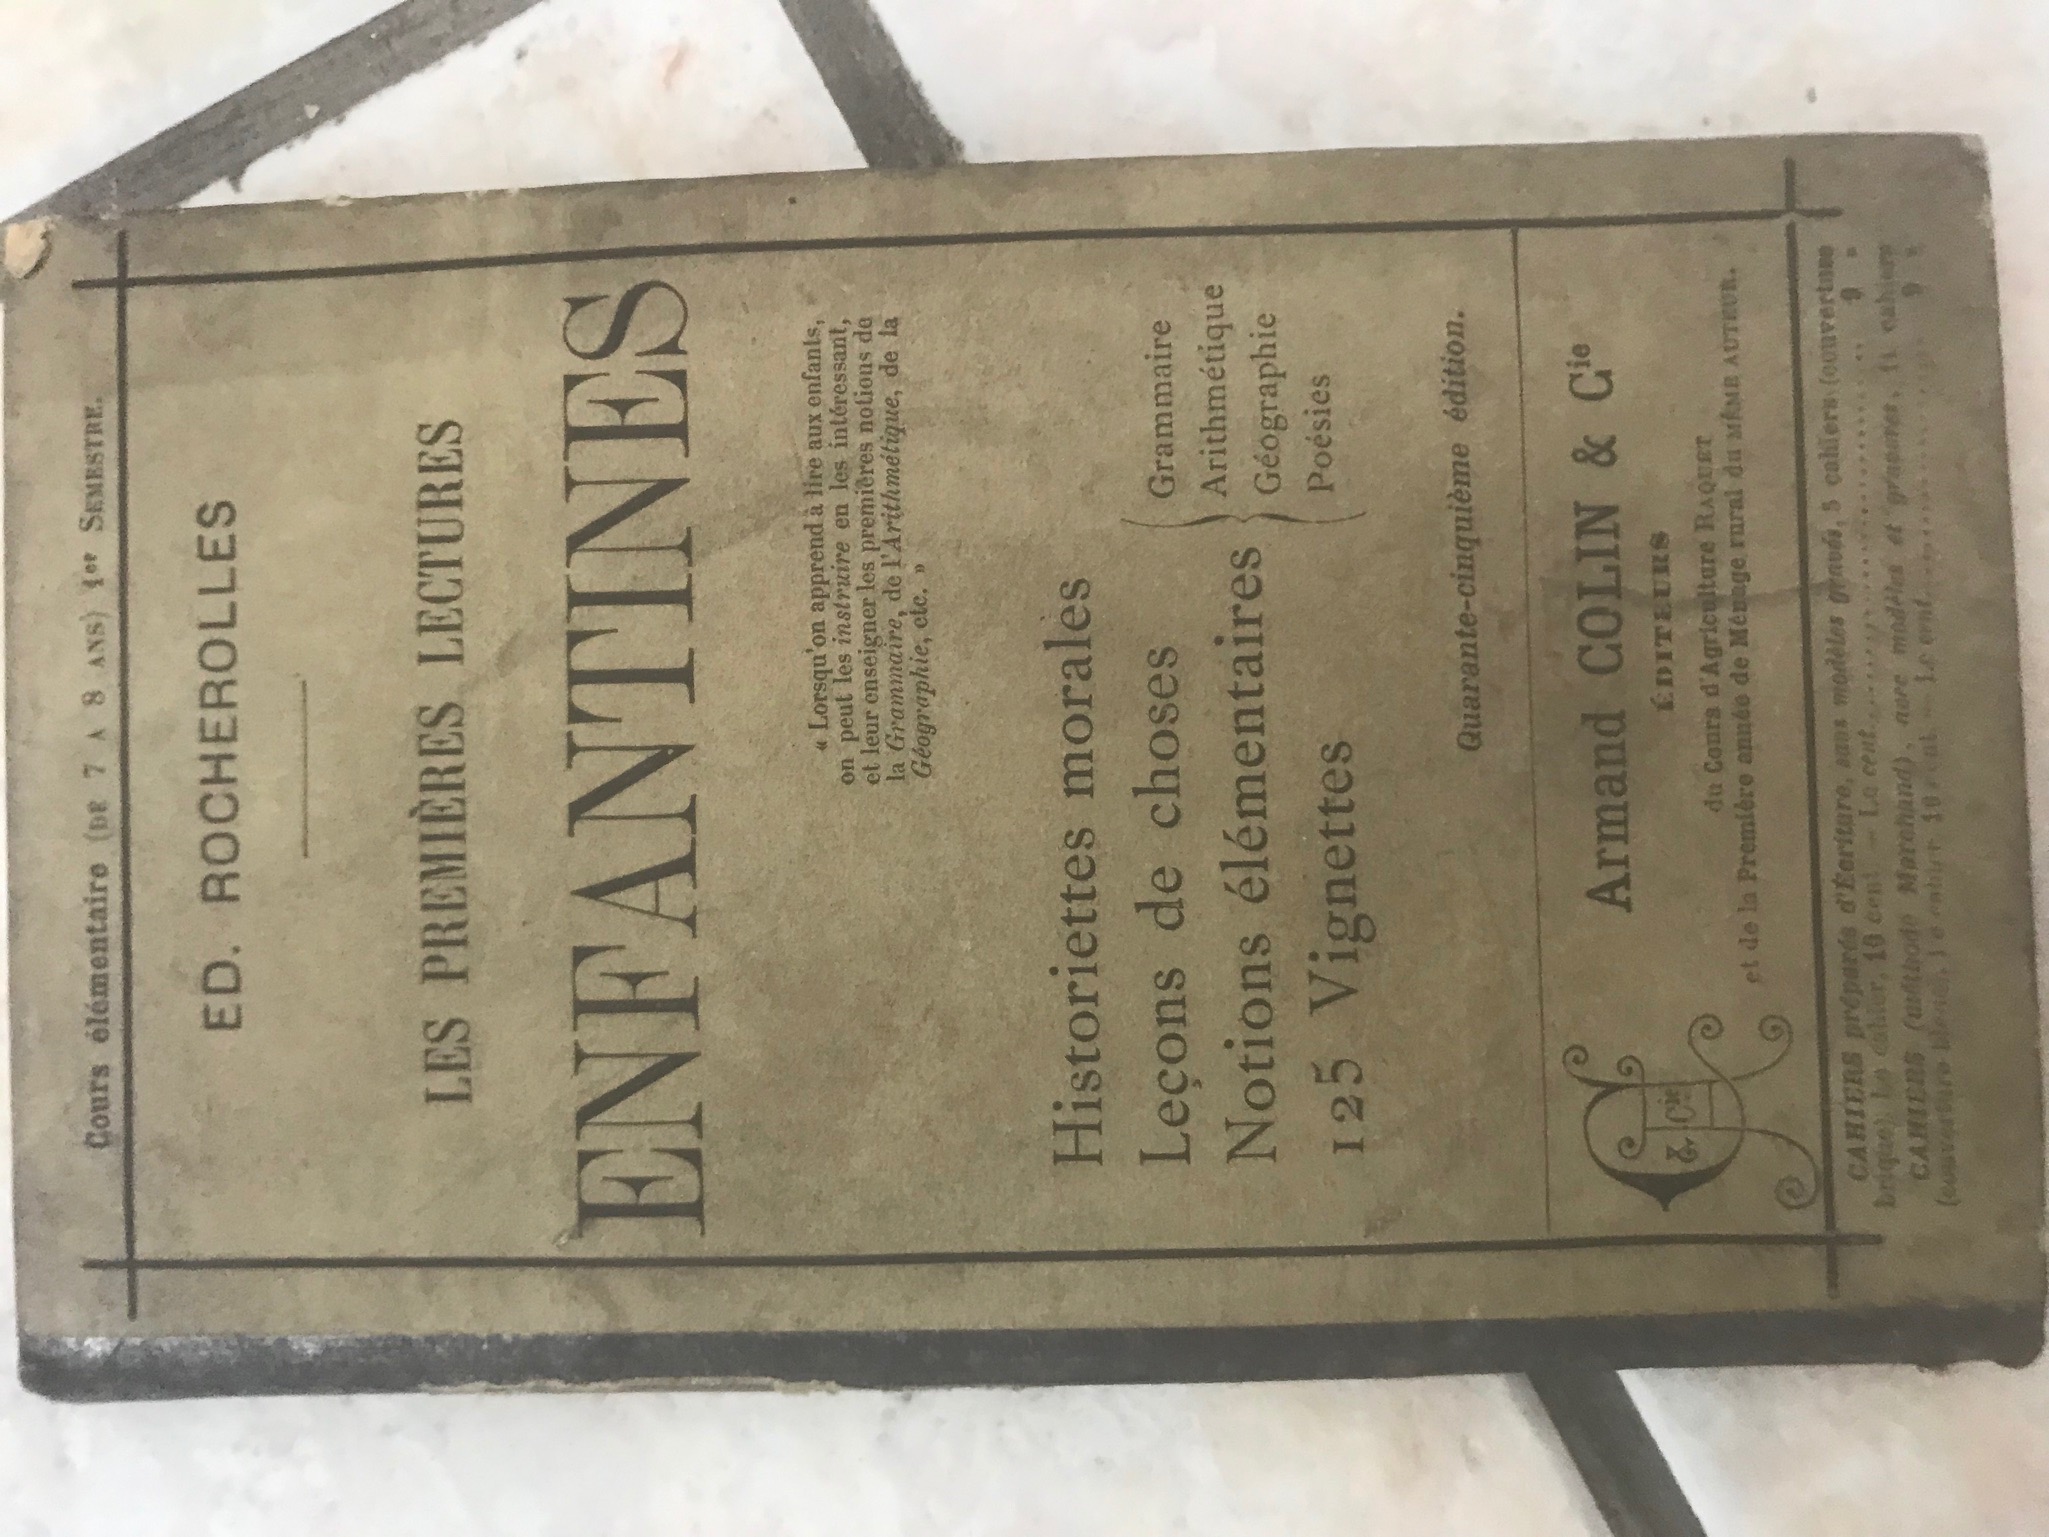 Cours élémentaire (DE 7 A 8 ANS) 1er SEMESTRE.
ED. ROCHEROLLES
LES PREMIÈRES LECTURES
ENFANTINES
« Lorsqu'on apprend à lire aux enfants,
on peut les instruire en les intéressant,
et leur enseigner les premières notions de
la Grammaire, de l'Arithmétique, de la
Géographie, etc. »
Historiettes morales
Leçons de choses
Notions élémentaires { Grammaire
Arithmétique
Géographie
Poésies
125 Vignettes
Quarante-cinquième édition.
& Cie
Armand COLIN & Cie
ÉDITEURS
du Cours d'Agriculture RAQUET
et de la Première année de Ménage rural du MÊME AUTEUR.
CAHIERS préparés d'Écriture, sans modèles gravés, 5 cahiers (couverture
brique). Le cahier, 10 cent. — Le cent.......... 9 »
CAHIERS (méthode Marchand), avec modèles et gravures, 11 cahiers
(couverture bleue). Le cahier 10 cent. — Le cent.......... 9 »